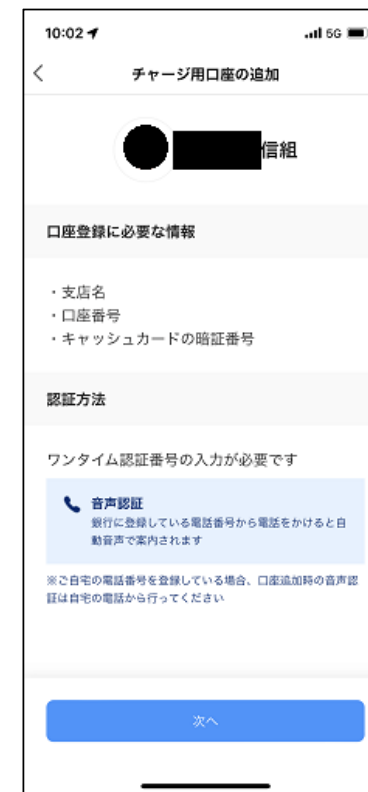 10:02
5G
チャージ用口座の追加
信組
口座登録に必要な情報
・支店名
・口座番号
・キャッシュカードの暗証番号
認証方法
ワンタイム認証番号の入力が必要です
音声認証
銀行に登録している電話番号から電話をかけると自
動音声で案内されます
※ご自宅の電話番号を登録している場合、口座追加時の音声認
証は自宅の電話から行ってください
次へ